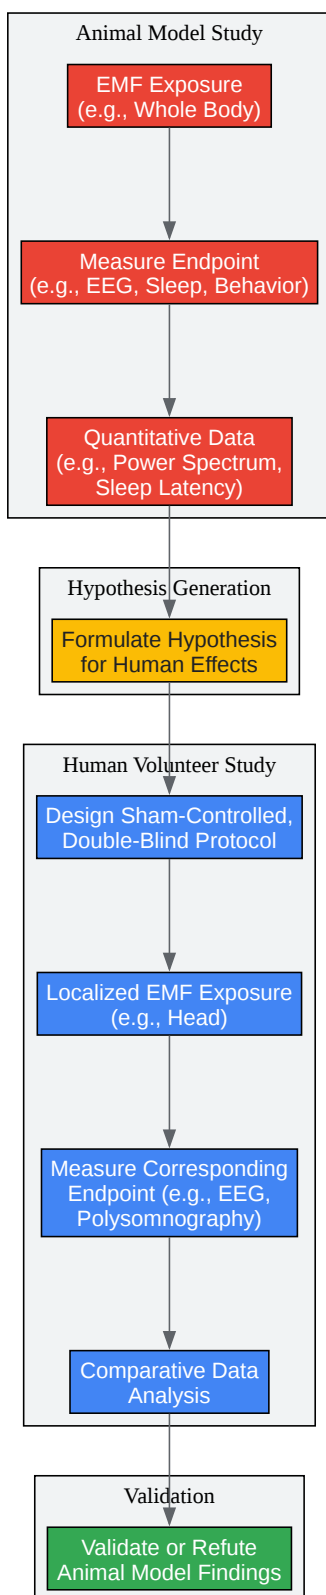 Animal Model Study
EMF Exposure
(e.g., Whole Body)
Measure Endpoint
(e.g., EEG, Sleep, Behavior)
Quantitative Data
(e.g., Power Spectrum,
Sleep Latency)
Hypothesis Generation
Formulate Hypothesis
for Human Effects
Human Volunteer Study
Design Sham-Controlled,
Double-Blind Protocol
Localized EMF Exposure
(e.g., Head)
Measure Corresponding
Endpoint (e.g., EEG,
Polysomnography)
Comparative Data
Analysis
Validation
Validate or Refute
Animal Model Findings